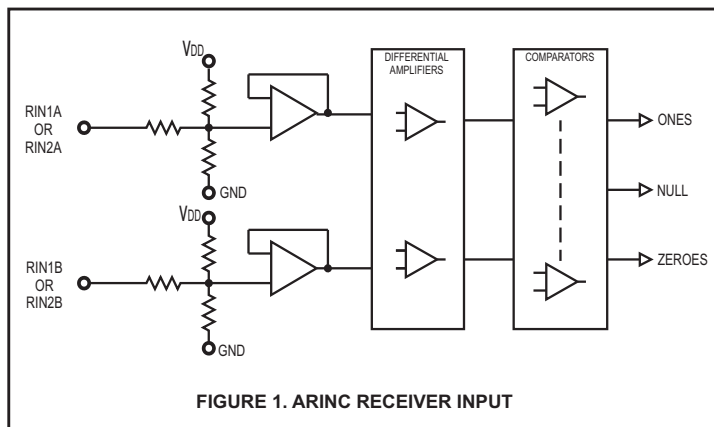 VDD
DIFFERENTIAL
AMPLIFIERS
COMPARATORS
RIN1A
OR
RIN2A
ONES
GND
NULL
VDD
RIN1B
OR
RIN2B
ZEROES
GND
FIGURE 1. ARINC RECEIVER INPUT